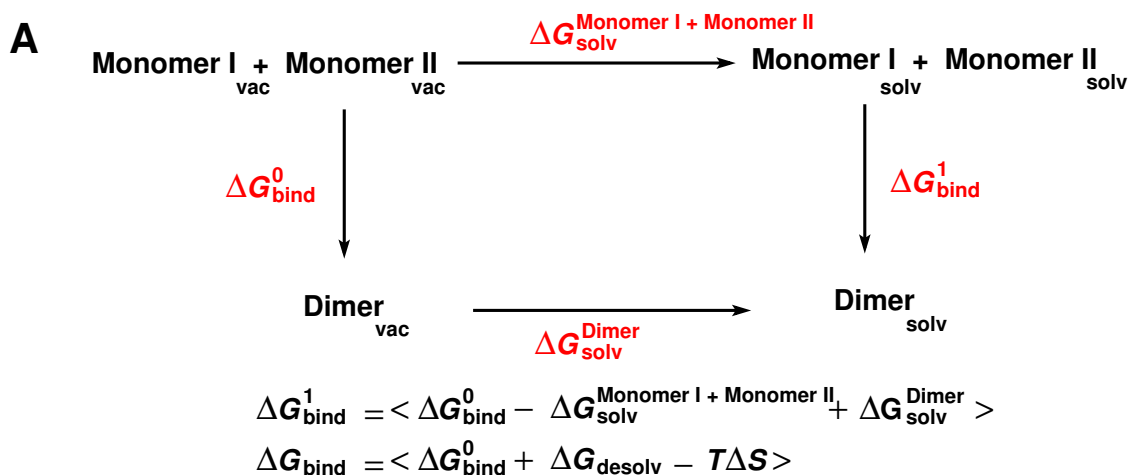 A
ΔG solv Monomer I + Monomer II
Monomer I vac + Monomer II vac
Monomer I solv + Monomer II solv
ΔG bind 0
ΔG bind 1
Dimer vac
Dimer solv
ΔG solv Dimer
ΔG bind 1 = < ΔG bind 0 − ΔG solv Monomer I + Monomer II + ΔG solv Dimer >
ΔG bind = < ΔG bind 0 + ΔG desolv − TΔS >